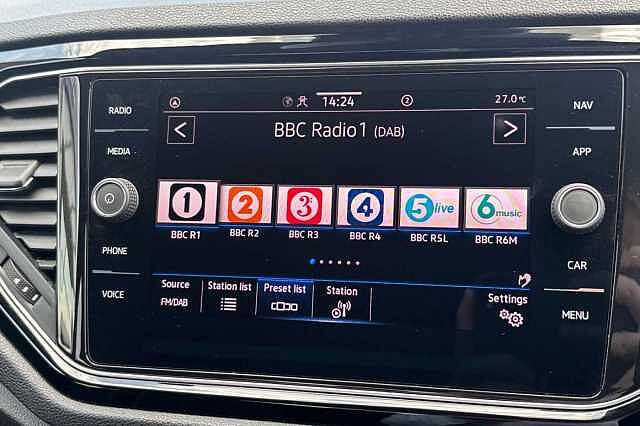 RADIO
MEDIA
PHONE
VOICE
14:24
2
27.0°C
BBC Radio1 (DAB)
1
2
3
4
5 live
6 music
BBC R1
BBC R2
BBC R3
BBC R4
BBC R5L
BBC R6M
Source
FM/DAB
Station list
Preset list
Station
Settings
NAV
APP
CAR
MENU